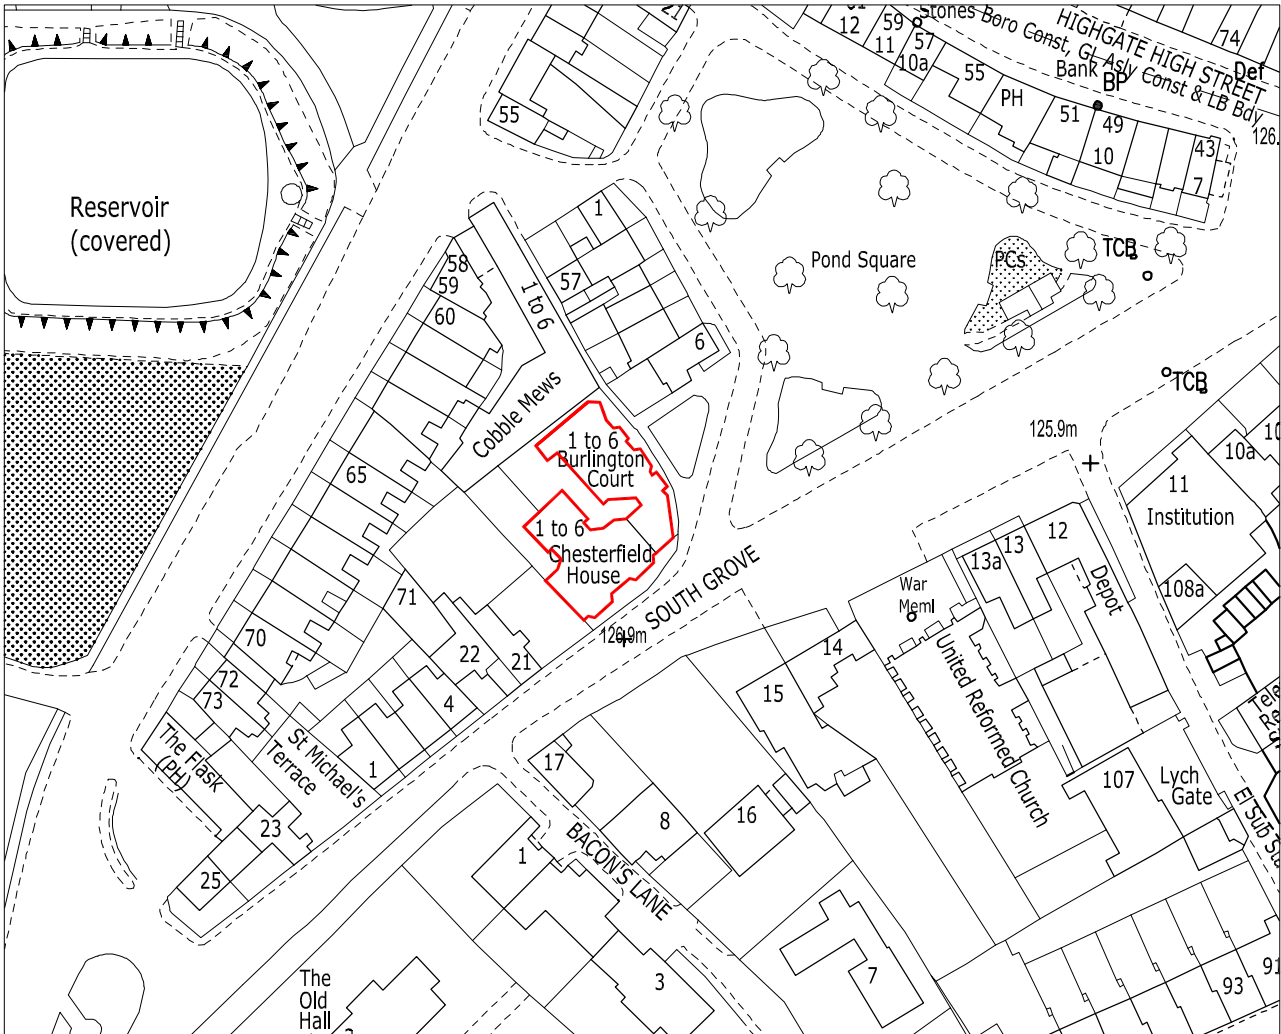 21
12
59
11
57
10a
Stones Boro Const, GL Asly Const & LB Bdy
HIGHGATE HIGH STREET
74
Def
Bank
BP
55
PH
51
49
10
43
7
126.
55
Reservoir
(covered)
1
58
59
60
1 to 6
57
6
Pond Square
PCs
TCB
TCB
125.9m
Cobble Mews
65
1 to 6
Burlington
Court
1 to 6
Chesterfield
House
SOUTH GROVE
126.9m
10a
10
11
Institution
12
13
13a
Depot
108a
War
Meml
United Reformed Church
14
15
71
70
72
73
22
21
4
1
The Flask
(PH)
St Michael's
Terrace
23
25
17
8
16
BACON'S LANE
1
3
7
107
Lych
Gate
El Sub Sta
The
Old
Hall
93
91